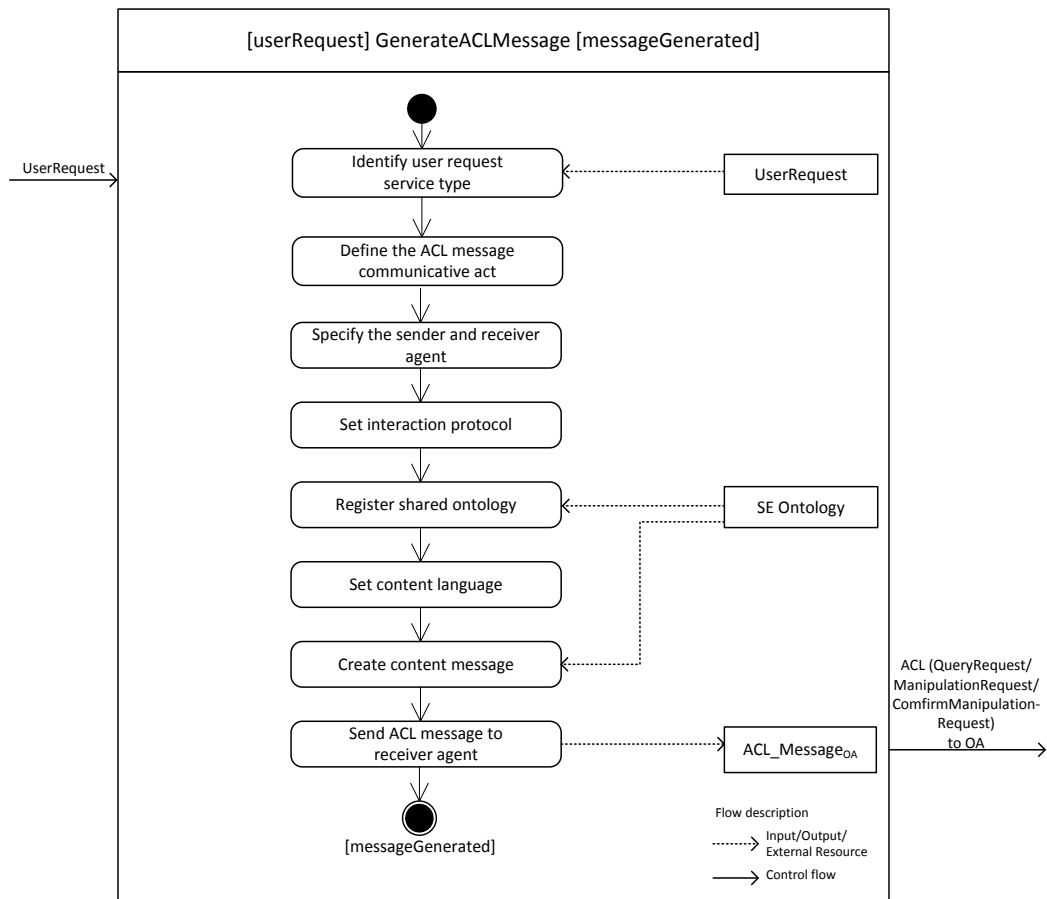 [userRequest] GenerateACLMessage [messageGenerated]
UserRequest
Identify user request
service type
UserRequest
Define the ACL message
communicative act
Specify the sender and receiver
agent
Set interaction protocol
Register shared ontology
SE Ontology
Set content language
Create content message
ACL (QueryRequest/
ManipulationRequest/
ComfirmManipulation-
Request)
to OA
Send ACL message to
receiver agent
ACL_MessageOA
[messageGenerated]
Flow description
Input/Output/
External Resource
Control flow